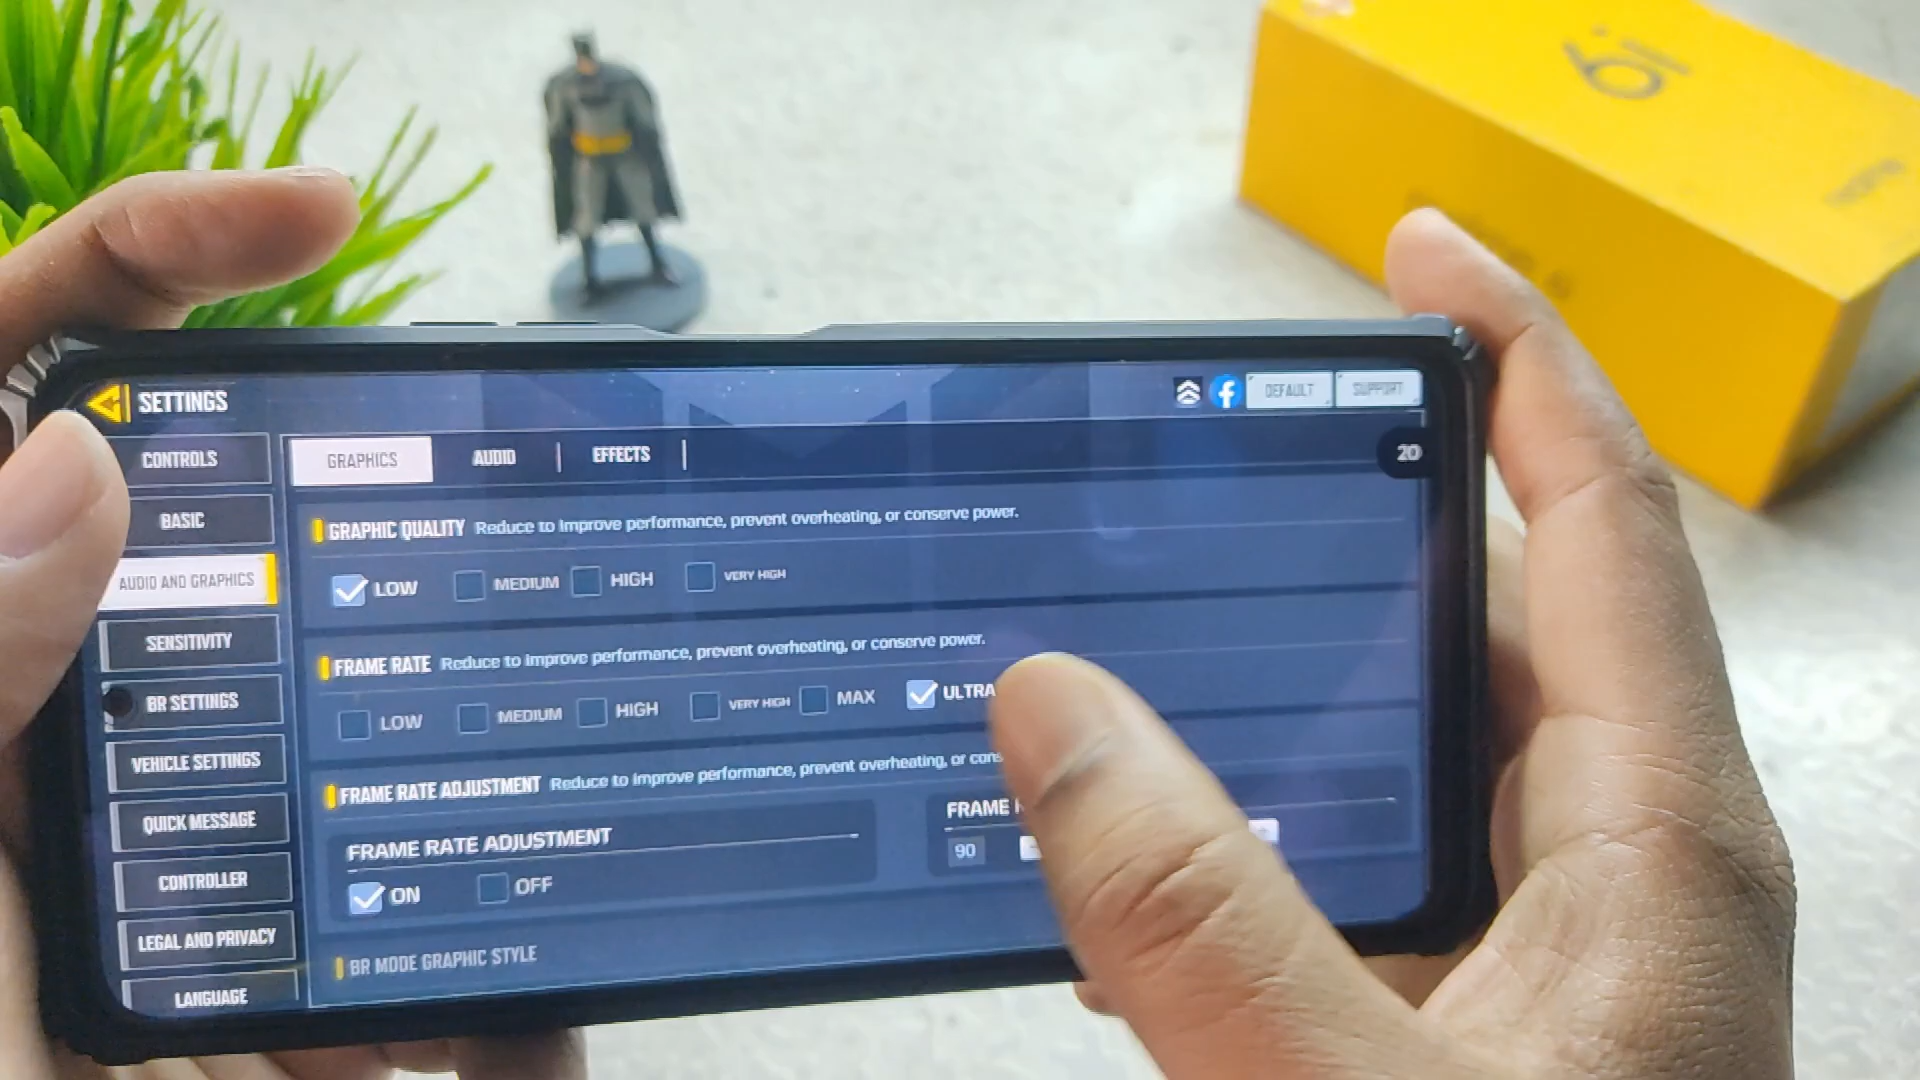 SETTINGS
DEFAULT
SUPPORT
CONTROLS
BASIC
AUDIO AND GRAPHICS
SENSITIVITY
BR SETTINGS
VEHICLE SETTINGS
QUICK MESSAGE
CONTROLLER
LEGAL AND PRIVACY
LANGUAGE
GRAPHICS
AUDIO
EFFECTS
20
GRAPHIC QUALITY Reduce to improve performance, prevent overheating, or conserve power.
LOW MEDIUM HIGH VERY HIGH
FRAME RATE Reduce to improve performance, prevent overheating, or conserve power.
LOW MEDIUM HIGH VERY HIGH MAX ULTRA
FRAME RATE ADJUSTMENT Reduce to improve performance, prevent overheating, or
FRAME RATE ADJUSTMENT
ON OFF
FRAME
90
BR MODE GRAPHIC STYLE
6